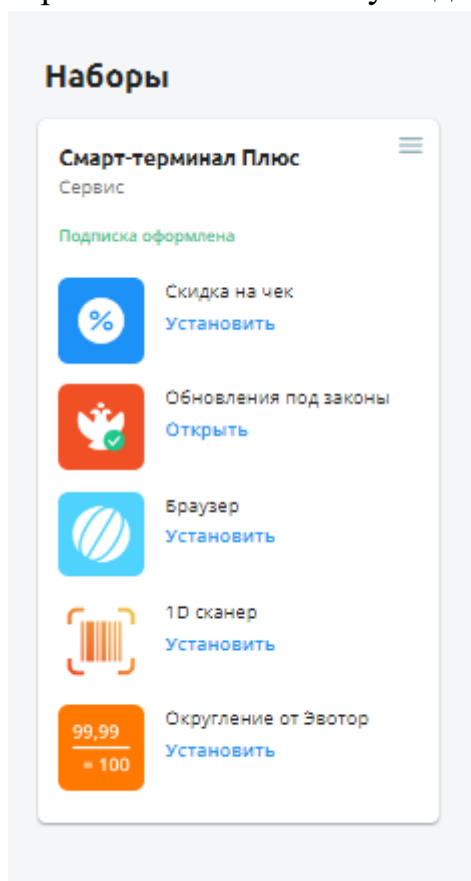 Наборы
Смарт-терминал Плюс
Сервис
Подписка оформлена
%
Скидка на чек
Установить
Обновления под законы
Открыть
Браузер
Установить
1D сканер
Установить
99,99
= 100
Округление от Эвотор
Установить